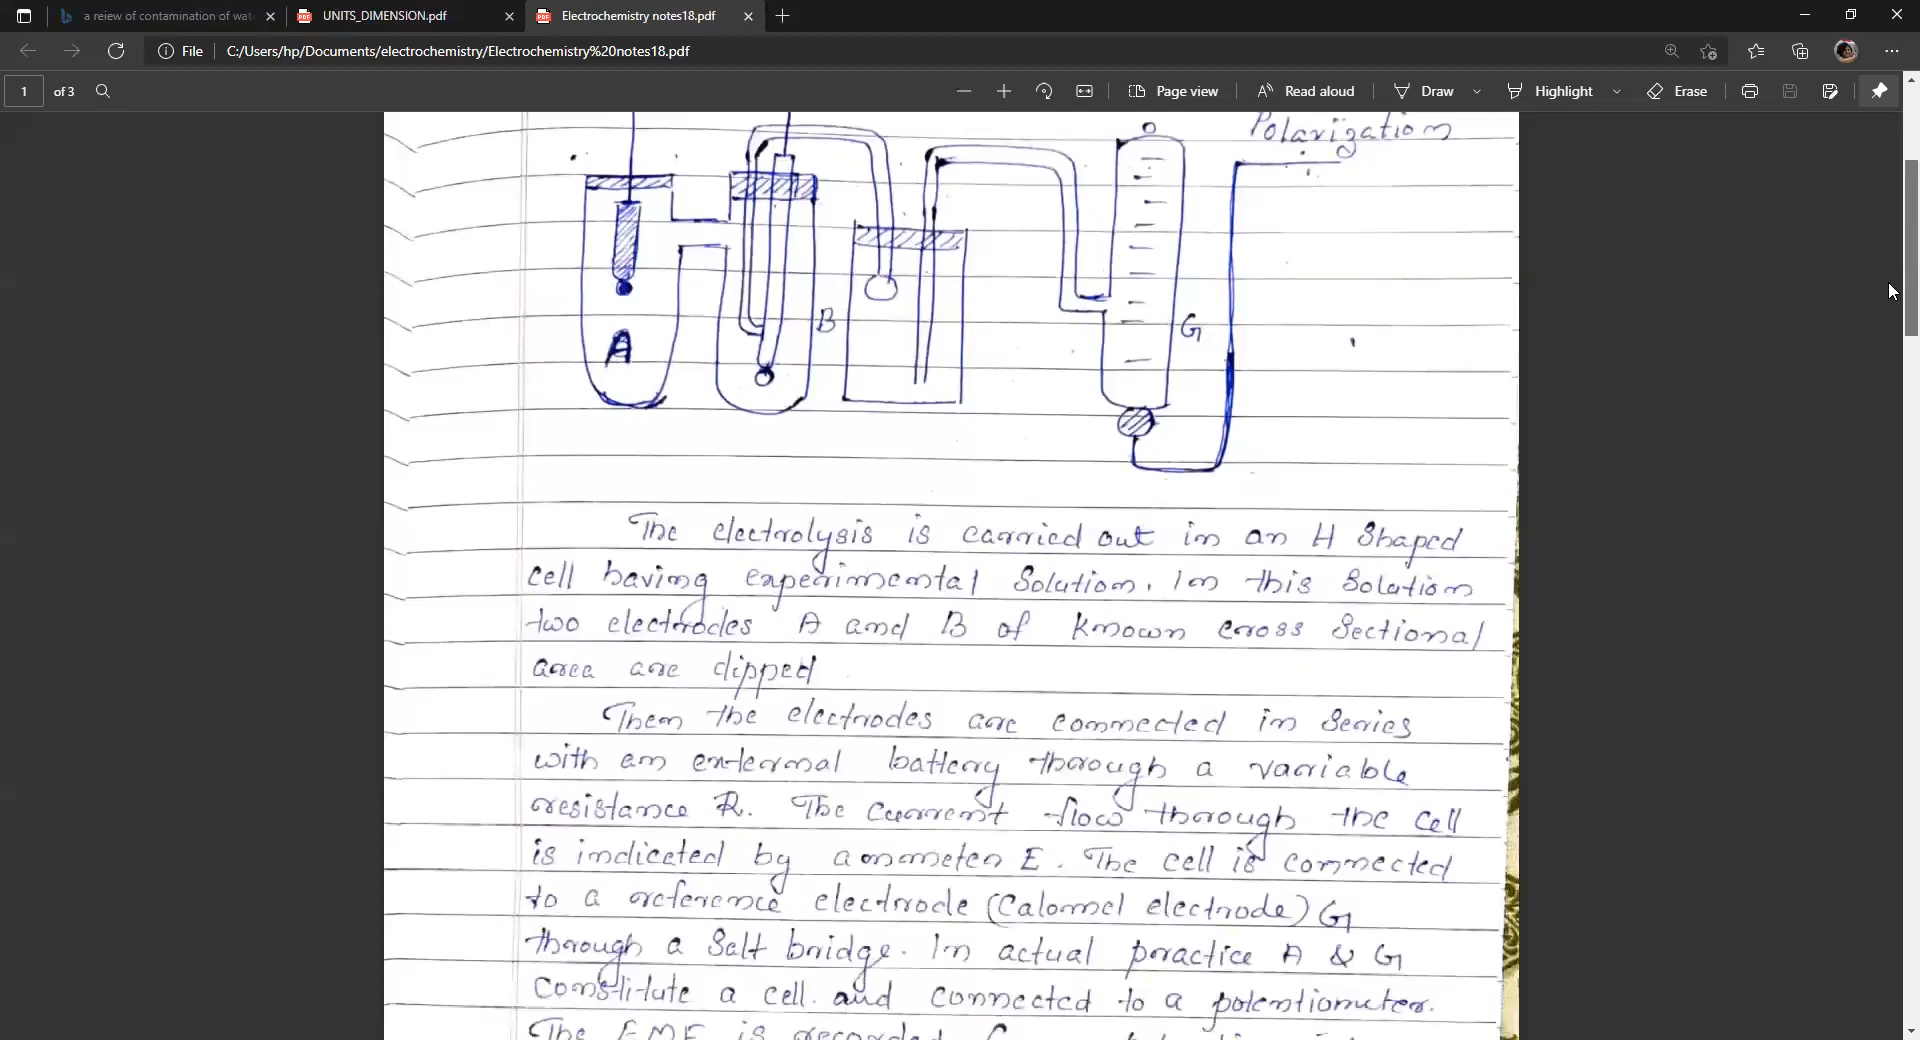 a reiew of contamination of wat
UNITS_DIMENSION.pdf
Electrochemistry notes18.pdf
File
C:/Users/hp/Documents/electrochemistry/Electrochemistry%20notes18.pdf
1 of 3
Page view
Read aloud
Draw
Highlight
Erase
Polarization
A
B
G
The electrolysis is carried out in an H Shaped
cell having experimental Solution. In this Solution
two electrodes A and B of known cross Sectional
area are dipped
Then the electrodes are connected in Series
with an external battery through a variable
resistance R. The current flow through the cell
is indicated by ammeter E. The cell is connected
to a reference electrode (Calomel electrode) G
through a Salt bridge. In actual practice A & G
Constitute a cell. and connected to a potentiometer.
The EMF is recorded